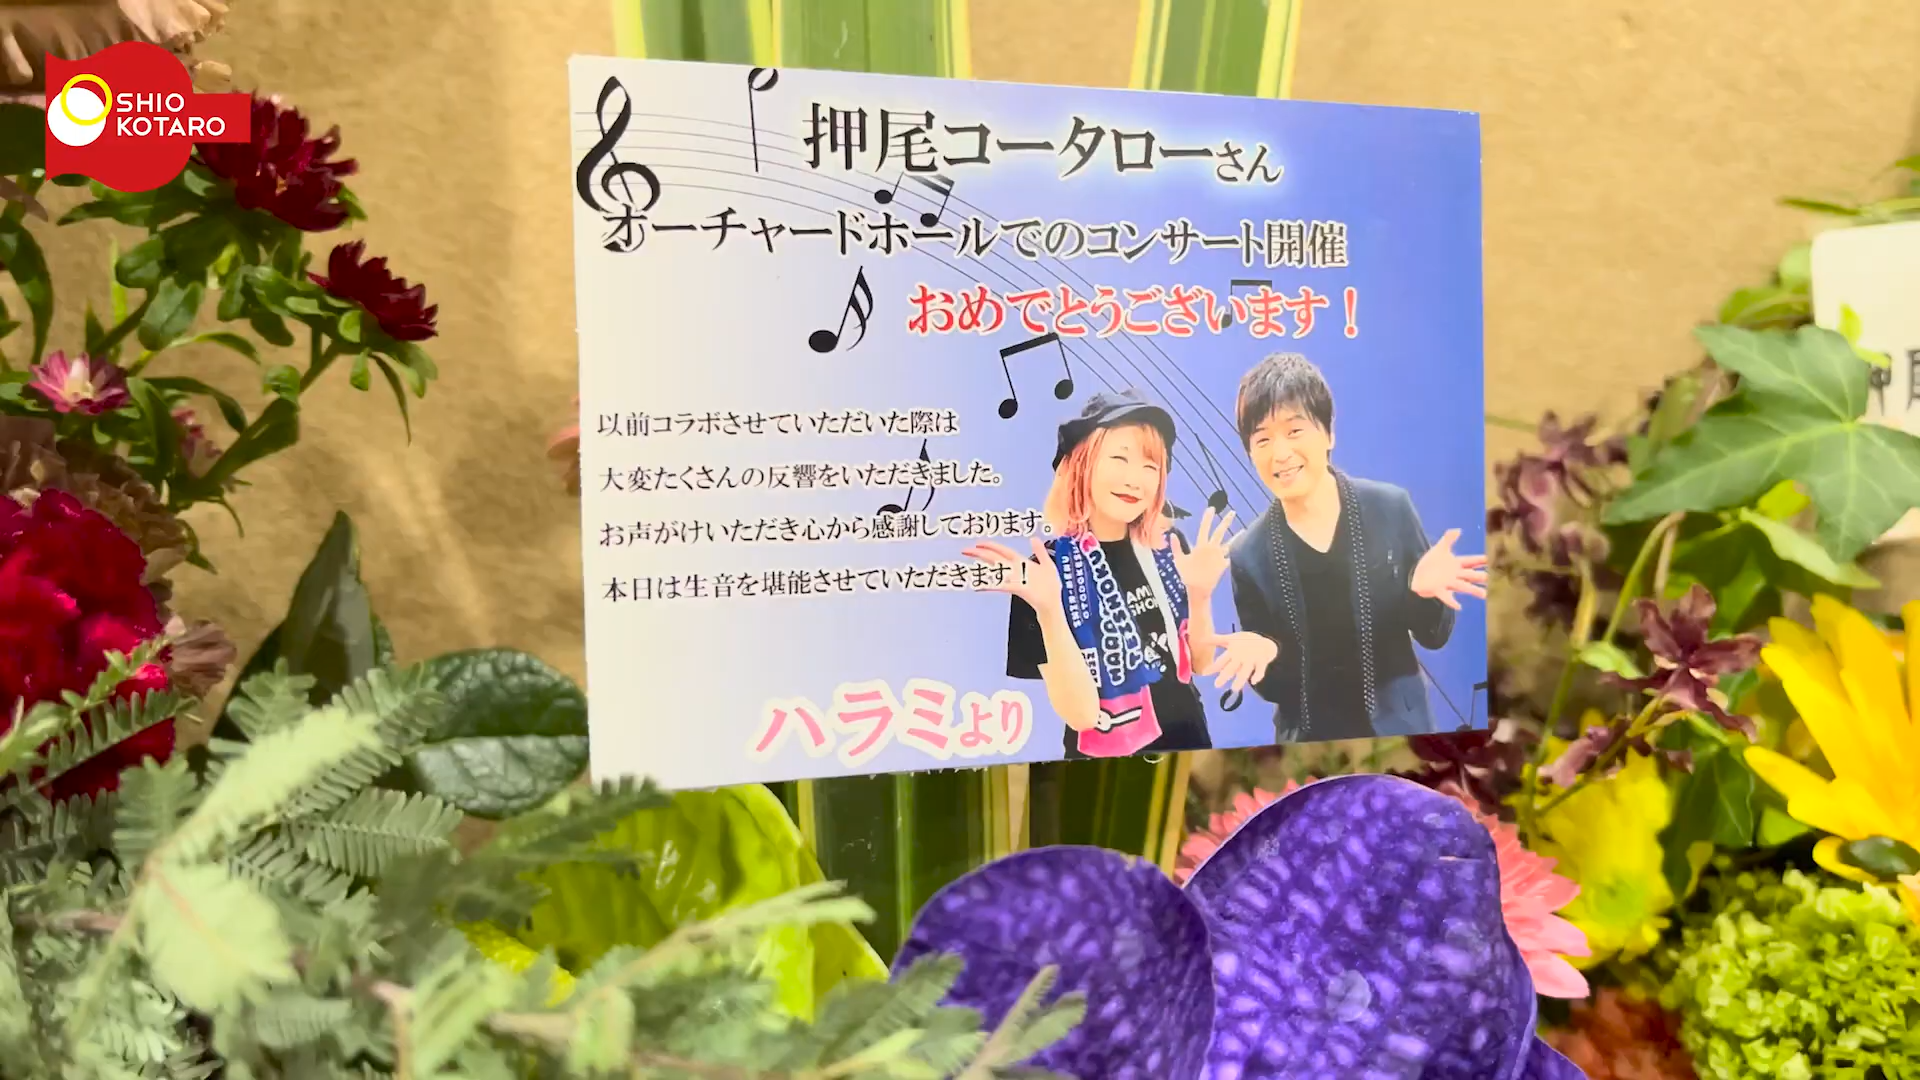 OSHIO
KOTARO
押尾コータローさん
オーチャードホールでのコンサート開催
おめでとうございます！
以前コラボさせていただいた際は
大変たくさんの反響をいただきました。
お声がけいただき心から感謝しております。
本日は生音を堪能させていただきます！
ハラミより